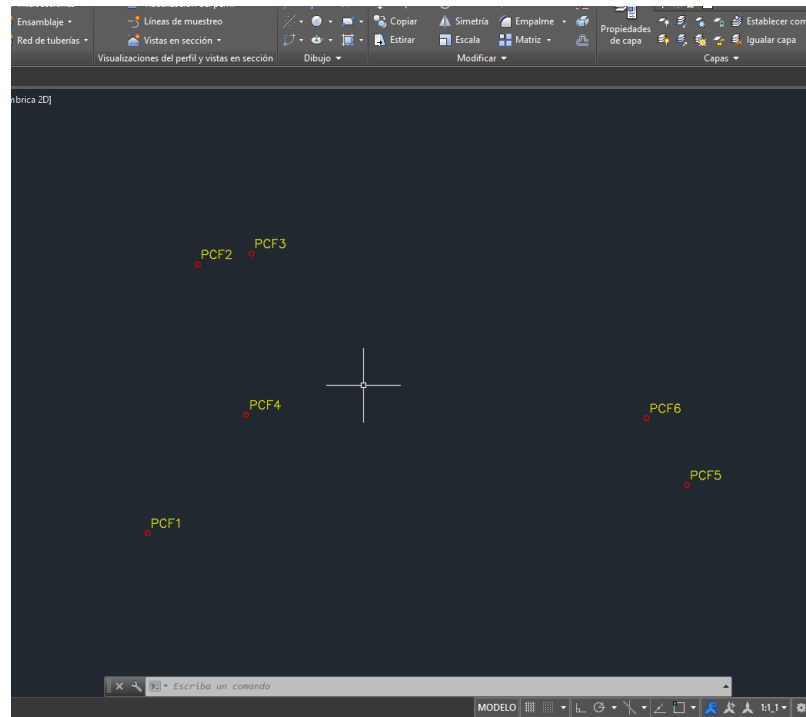 Ensamblaje
Líneas de muestreo
Copiar
Simetría
Empalme
Propiedades
de capa
Establecer com
Red de tuberías
Vistas en sección
Estirar
Escala
Matriz
Igualar capa
Visualizaciones del perfil y vistas en sección
Dibujo
Modificar
Capas
mbrica 2D]
PCF3
PCF2
PCF4
PCF6
PCF5
PCF1
Escriba un comando
MODELO
1:1_1